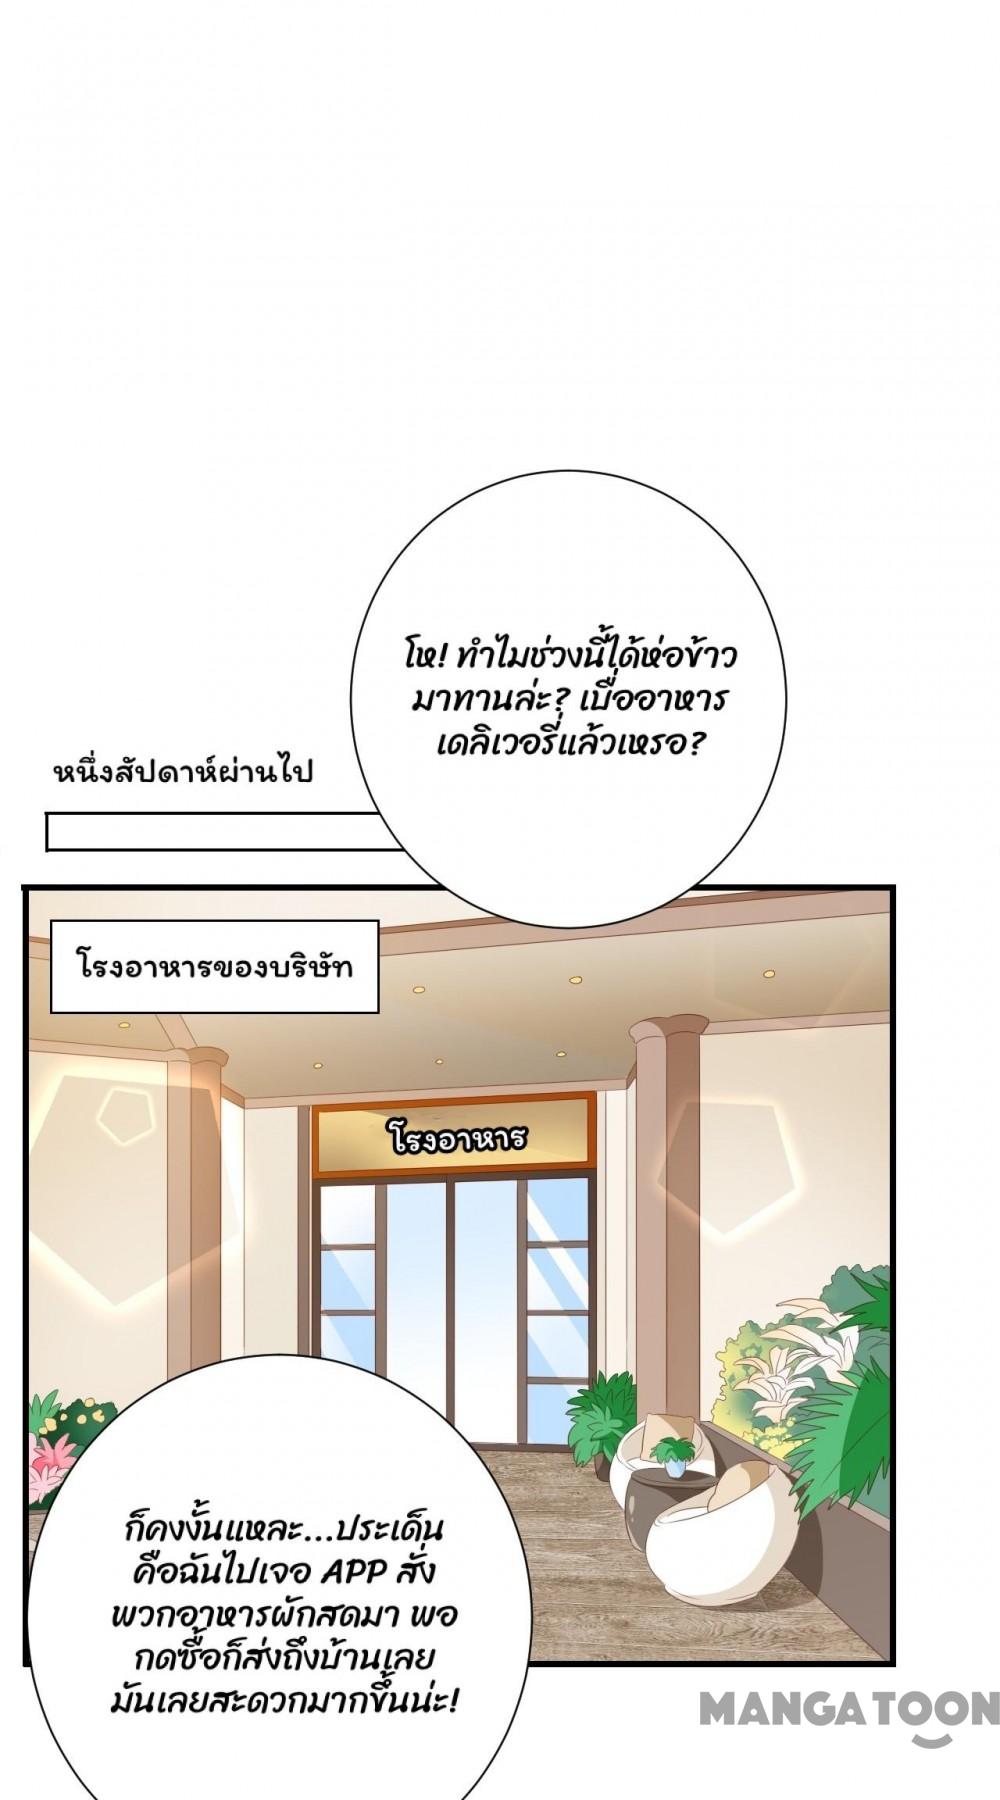 โห! ทำไมช่วงนี้ได้ห่อข้าว
มาทานล่ะ? เบื่ออาหาร
เดลิเวอรี่แล้วเหรอ?
หนึ่งสัปดาห์ผ่านไป
โรงอาหารของบริษัท
โรงอาหาร
ก็คงงั้นแหละ...ประเด็น
คือฉันไปเจอ APP สั่ง
พวกอาหารผักสดมา พอ
กดซื้อก็ส่งถึงบ้านเลย
มันเลยสะดวกมากขึ้นน่ะ!
MANGATOON